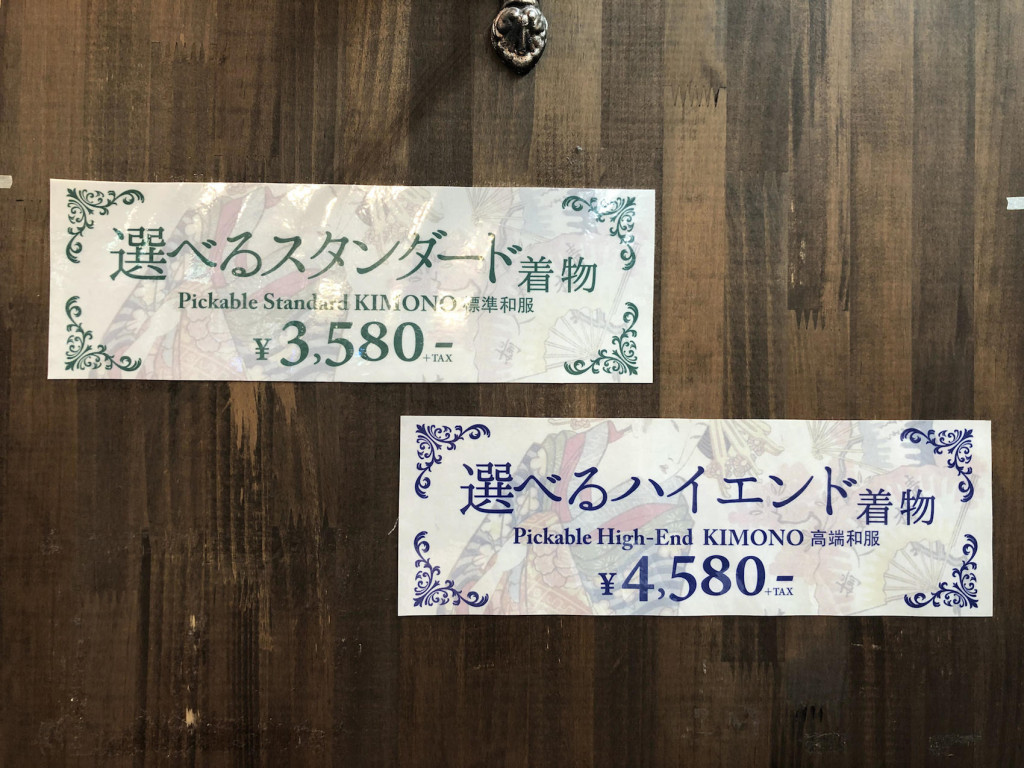 選べるスタンダード着物
Pickable Standard KIMONO 標準和服
¥3,580-+TAX
選べるハイエンド着物
Pickable High-End KIMONO 高端和服
¥4,580-+TAX